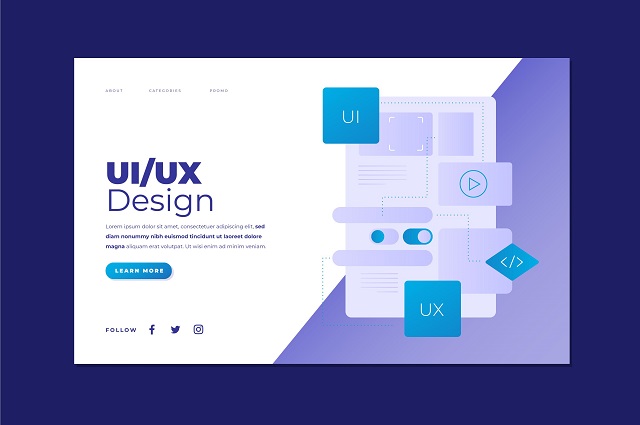 ABOUT
CATEGORIES
PROMO
UI
UI/UX
Design
Lorem ipsum dolor sit amet, consectetuer adipiscing elit, sed
diam nonummy nibh euismod tincidunt ut laoreet dolore
magna aliquam erat volutpat. Ut wisi enim ad minim veniam.
LEARN MORE
</>
UX
FOLLOW